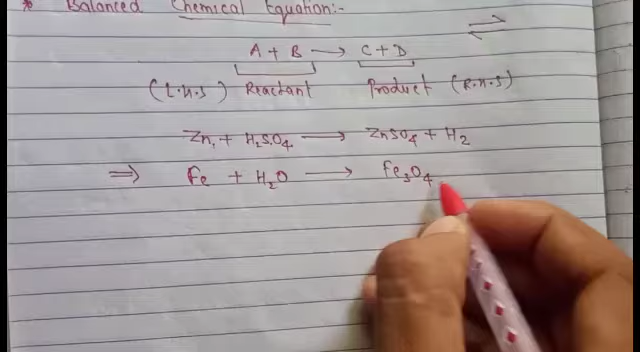 * Balanced Chemical Equation:-
⇌
A + B → C + D
(L.H.S) Reactant Product (R.H.S)
Zn + H₂SO₄ → ZnSO₄ + H₂
⇒ Fe + H₂O → Fe₃O₄